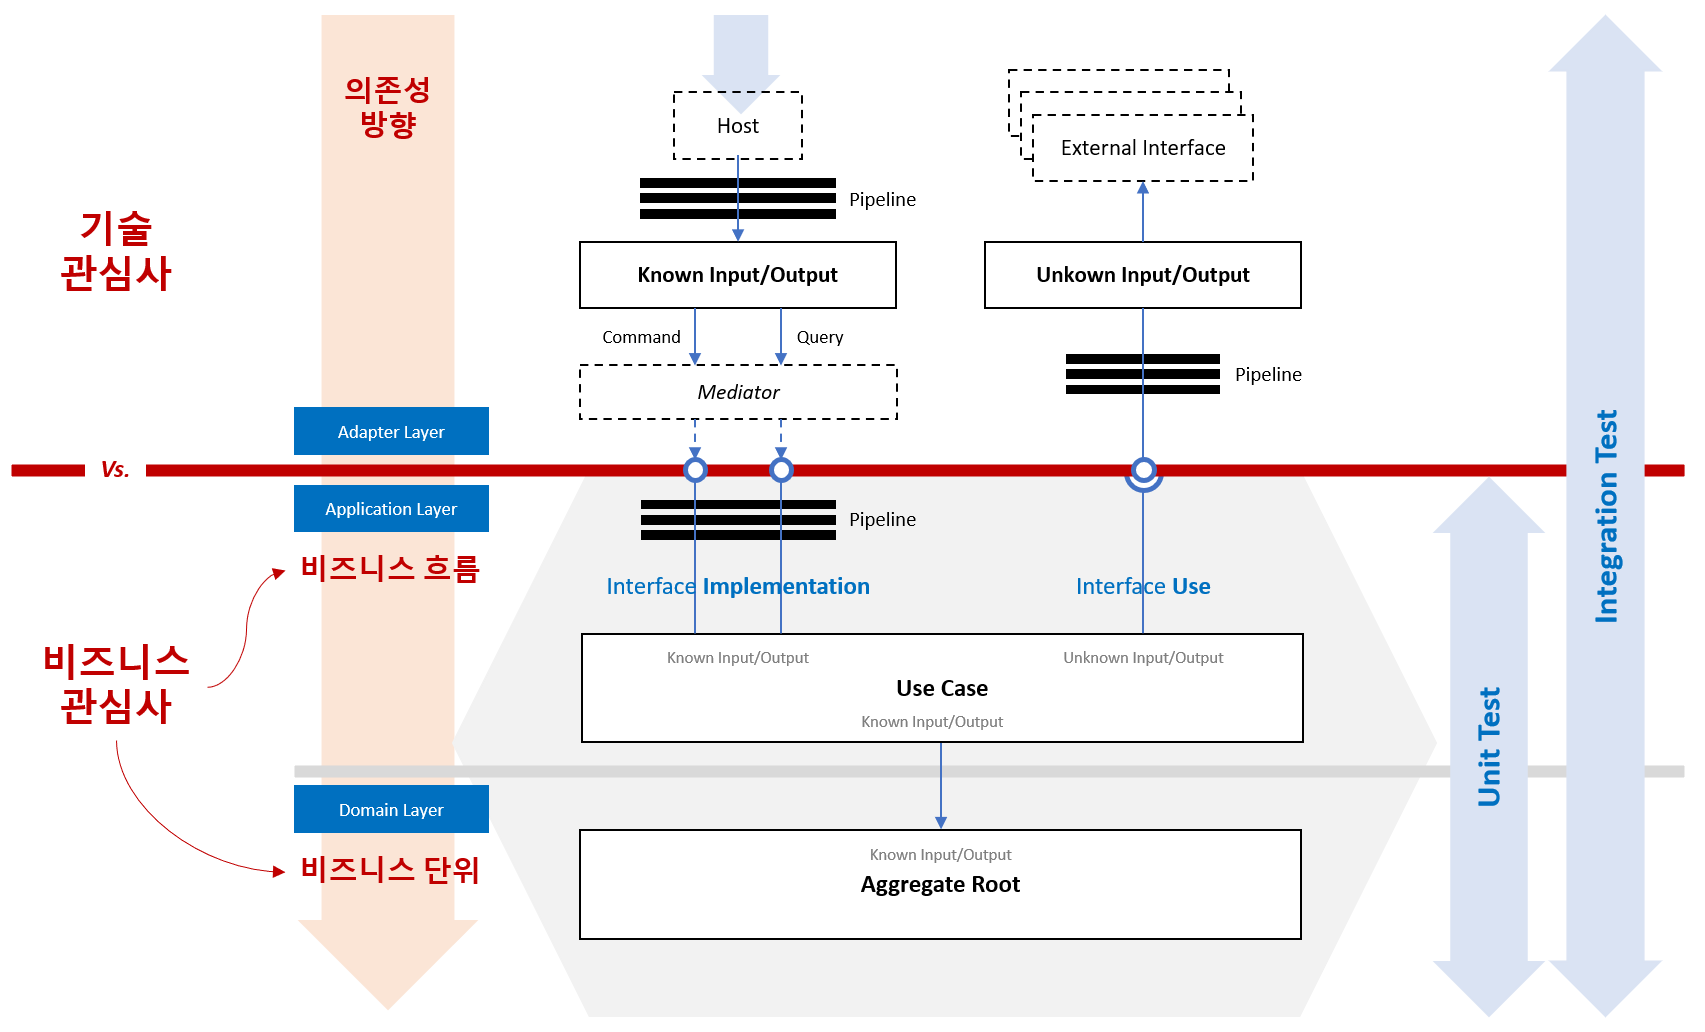 의존성
방향
Host
External Interface
Pipeline
기술
관심사
Known Input/Output
Unkown Input/Output
Command
Query
Pipeline
Mediator
Adapter Layer
Vs.
Application Layer
Pipeline
비즈니스 흐름
Interface Implementation
Interface Use
Integration Test
비즈니스
관심사
Known Input/Output
Unknown Input/Output
Use Case
Known Input/Output
Unit Test
Domain Layer
비즈니스 단위
Known Input/Output
Aggregate Root